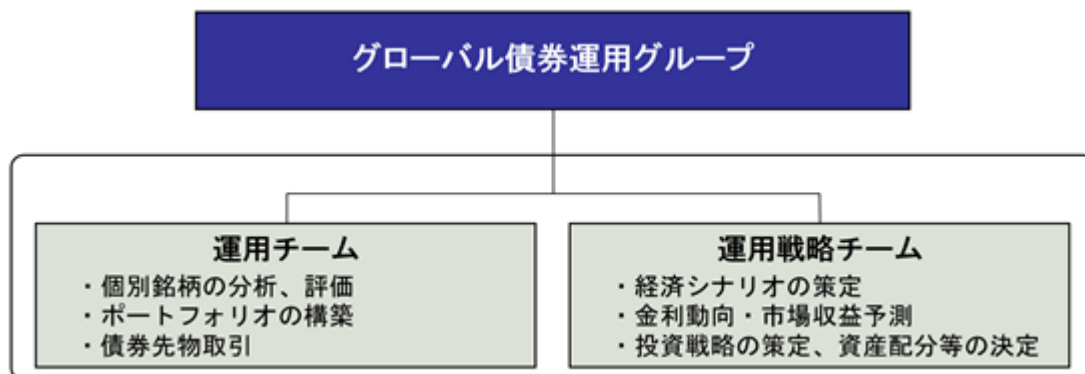 グローバル債券運用グループ
運用チーム
・個別銘柄の分析、評価
・ポートフォリオの構築
・債券先物取引
運用戦略チーム
・経済シナリオの策定
・金利動向・市場収益予測
・投資戦略の策定、資産配分等の決定